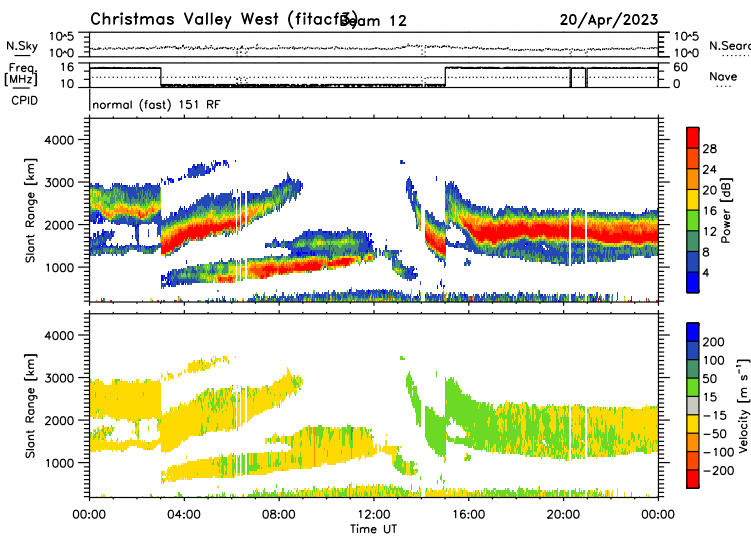 Christmas Valley West (fitacf3)
Beam 12
20/Apr/2023
N.Sky
10^5
10^0
10^5
10^0
N.Searc
Freq.
[MHz]
16
10
60
0
Nave
CPID
normal (fast) 151 RF
Slant Range [km]
4000
3000
2000
1000
Power [dB]
28
24
20
16
12
8
4
Slant Range [km]
4000
3000
2000
1000
Velocity [m s⁻¹]
200
100
50
15
-15
-50
-100
-200
00:00 04:00 08:00 12:00 16:00 20:00 00:00
Time UT